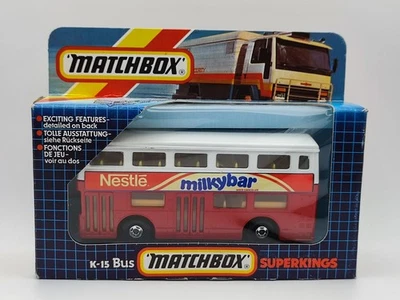 "MATCHBOX"®
• EXCITING FEATURES-
detailed on back
• TOLLE AUSSTATTUNG-
siehe Rückseite
• FONCTIONS
DE JEU-
voir au dos
Nestlé milkybar
K-15 Bus "MATCHBOX"® SUPERKINGS